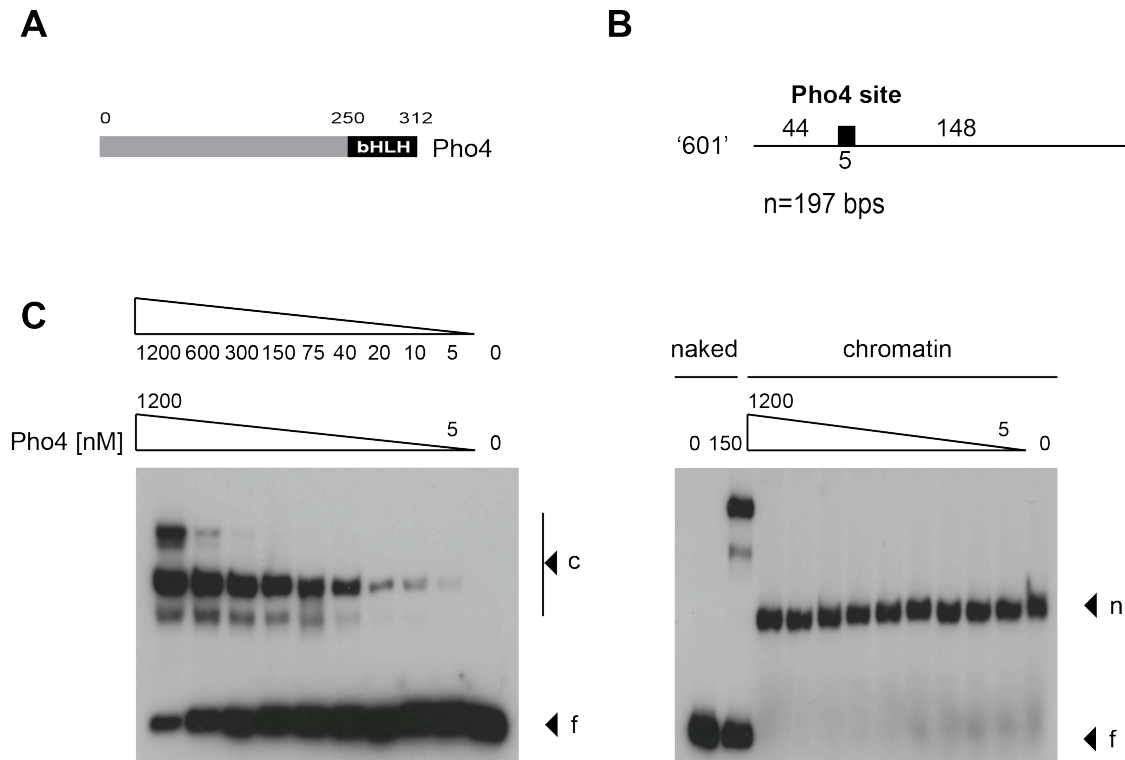 A
0 250 312
bHLH Pho4
B
Pho4 site
44 148
'601'
5
n=197 bps
C
1200 600 300 150 75 40 20 10 5 0
1200
5
Pho4 [nM] 0
c
f
naked chromatin
1200
5
0 150 0
n
f